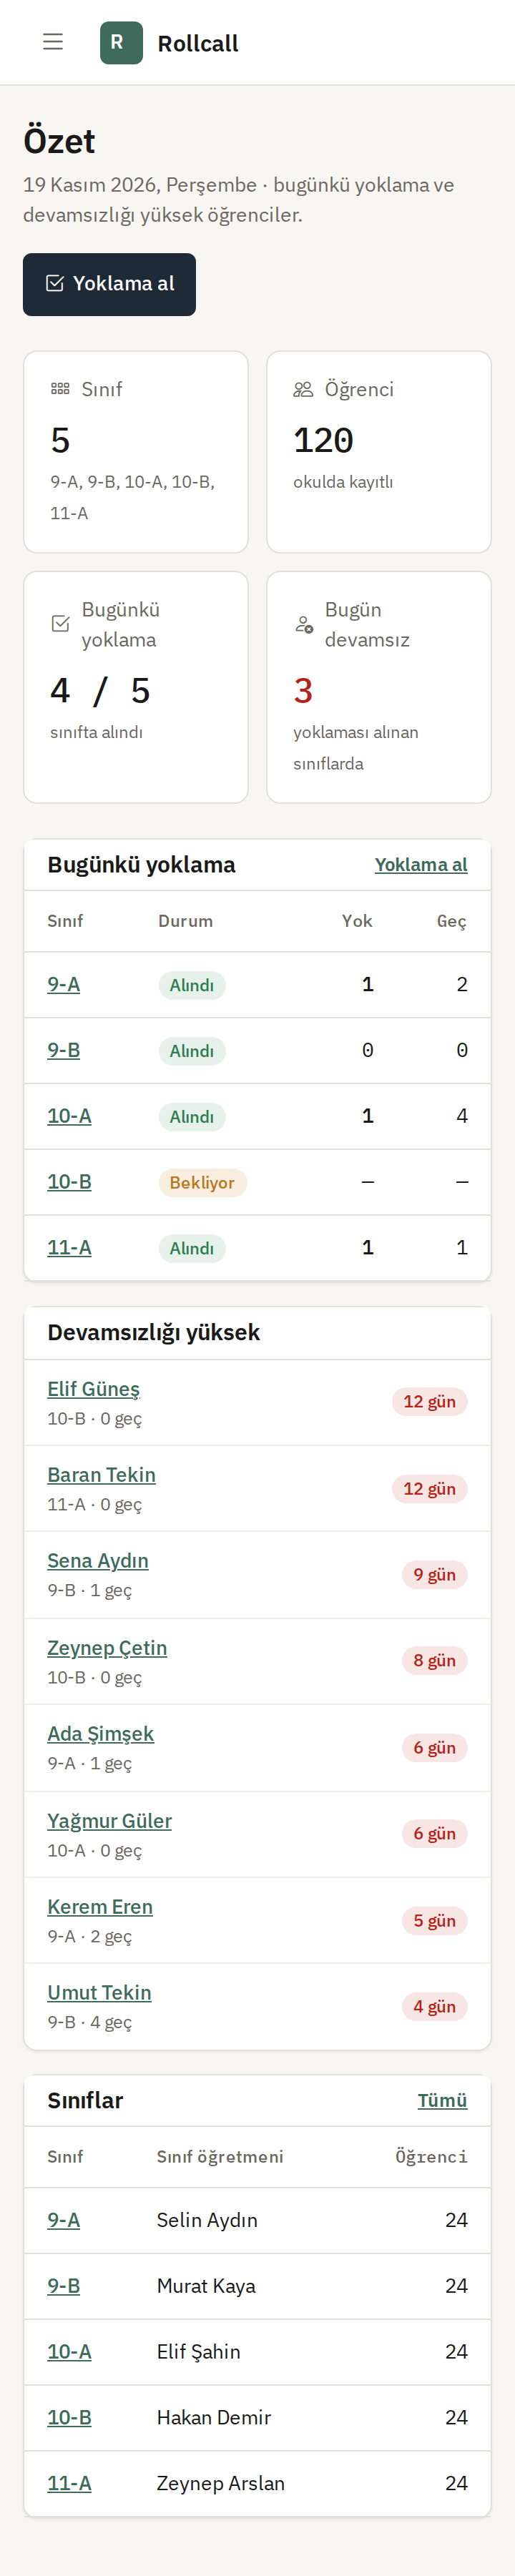 R Rollcall
Özet
19 Kasım 2026, Perşembe · bugünkü yoklama ve
devamsızlığı yüksek öğrenciler.
Yoklama al
Sınıf
5
9-A, 9-B, 10-A, 10-B,
11-A
Öğrenci
120
okulda kayıtlı
Bugünkü
yoklama
4 / 5
sınıfta alındı
Bugün
devamsız
3
yoklaması alınan
sınıflarda
Bugünkü yoklama Yoklama al
Sınıf Durum Yok Geç
9-A Alındı 1 2
9-B Alındı 0 0
10-A Alındı 1 4
10-B Bekliyor — —
11-A Alındı 1 1
Devamsızlığı yüksek
Elif Güneş
10-B · 0 geç
12 gün
Baran Tekin
11-A · 0 geç
12 gün
Sena Aydın
9-B · 1 geç
9 gün
Zeynep Çetin
10-B · 0 geç
8 gün
Ada Şimşek
9-A · 1 geç
6 gün
Yağmur Güler
10-A · 0 geç
6 gün
Kerem Eren
9-A · 2 geç
5 gün
Umut Tekin
9-B · 4 geç
4 gün
Sınıflar Tümü
Sınıf Sınıf öğretmeni Öğrenci
9-A Selin Aydın 24
9-B Murat Kaya 24
10-A Elif Şahin 24
10-B Hakan Demir 24
11-A Zeynep Arslan 24